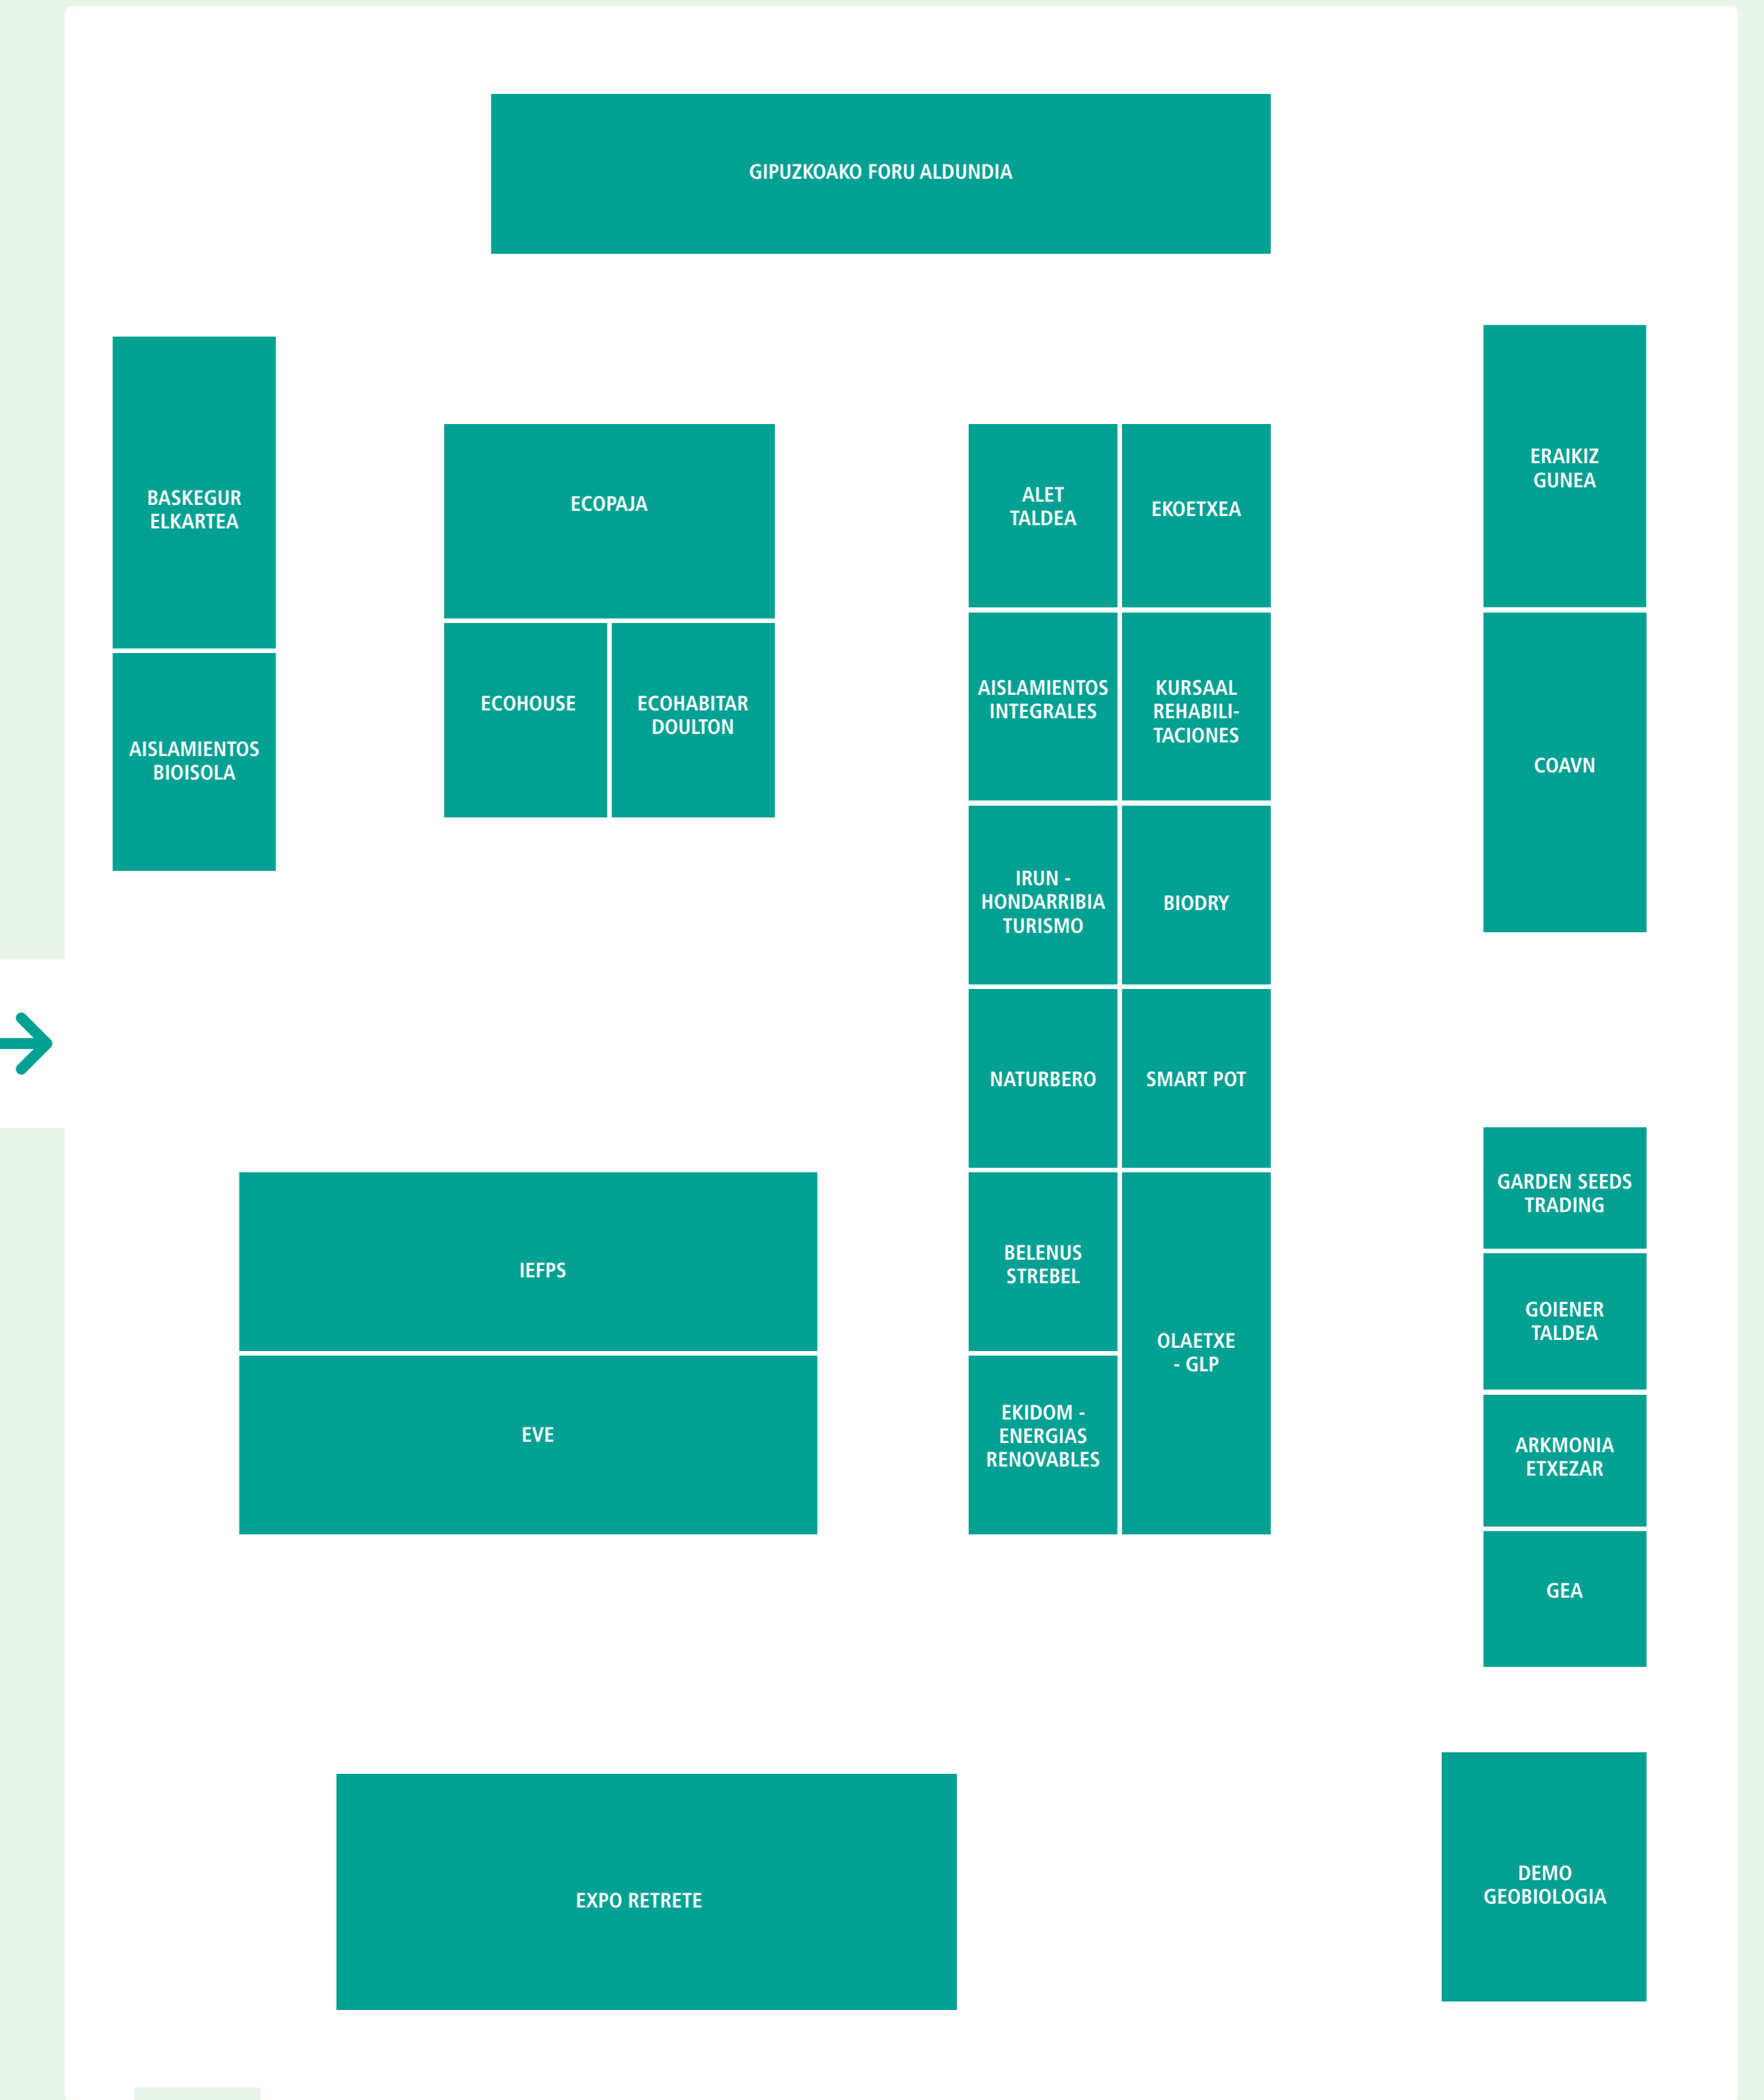 GIPUZKOAKO FORU ALDUNDIA
BASKEGUR
ELKARTEA
AISLAMIENTOS
BIOISOLA
ECOPAJA
ECOHOUSE
ECOHABITAR
DOULTON
ALET
TALDEA
EKOETXEA
AISLAMIENTOS
INTEGRALES
KURSAAL
REHABILI-
TACIONES
IRUN -
HONDARRIBIA
TURISMO
BIODRY
NATURBERO
SMART POT
BELENUS
STREBEL
OLAETXE
- GLP
EKIDOM -
ENERGIAS
RENOVABLES
ERAIKIZ
GUNEA
COAVN
IEFPS
EVE
GARDEN SEEDS
TRADING
GOIENER
TALDEA
ARKMONIA
ETXEZAR
GEA
EXPO RETRETE
DEMO
GEOBIOLOGIA